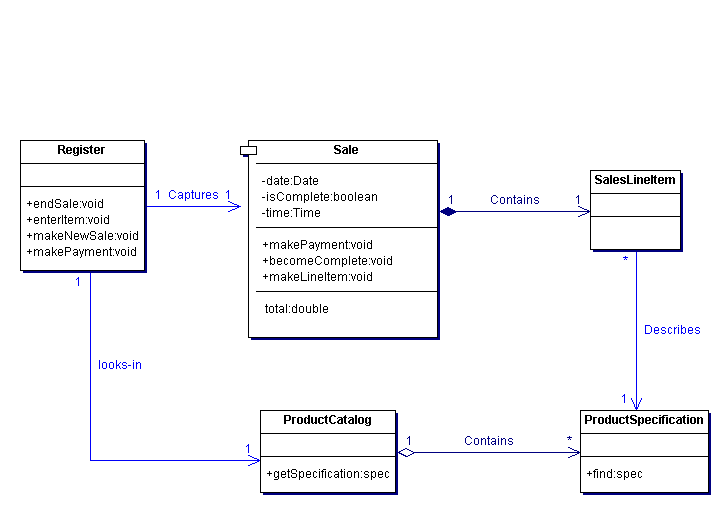 Register
+endSale:void
+enterItem:void
+makeNewSale:void
+makePayment:void
1 Captures 1
Sale
-date:Date
-isComplete:boolean
-time:Time
+makePayment:void
+becomeComplete:void
+makeLineItem:void
total:double
1 Contains 1
SalesLineItem
*
Describes
1
1
looks-in
1
ProductCatalog
+getSpecification:spec
1 Contains *
ProductSpecification
+find:spec